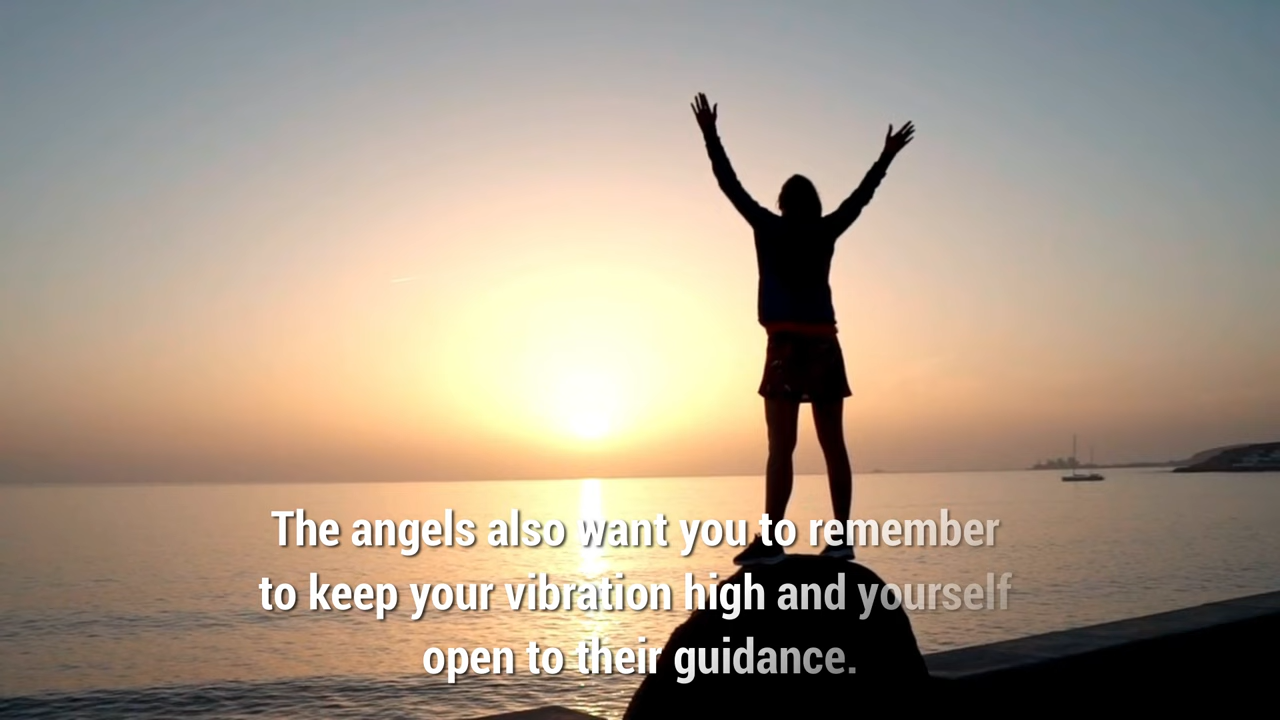 The angels also want you to remember
to keep your vibration high and yourself
open to their guidance.